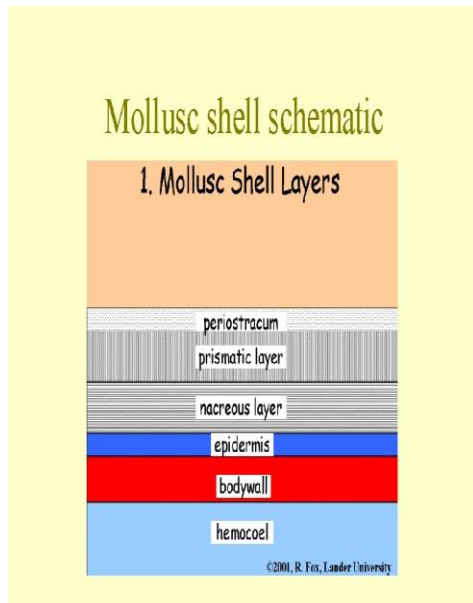 Mollusc shell schematic
1. Mollusc Shell Layers
periostracum
prismatic layer
nacreous layer
epidermis
bodywall
hemocoel
©2001, R. Fox, Lander University